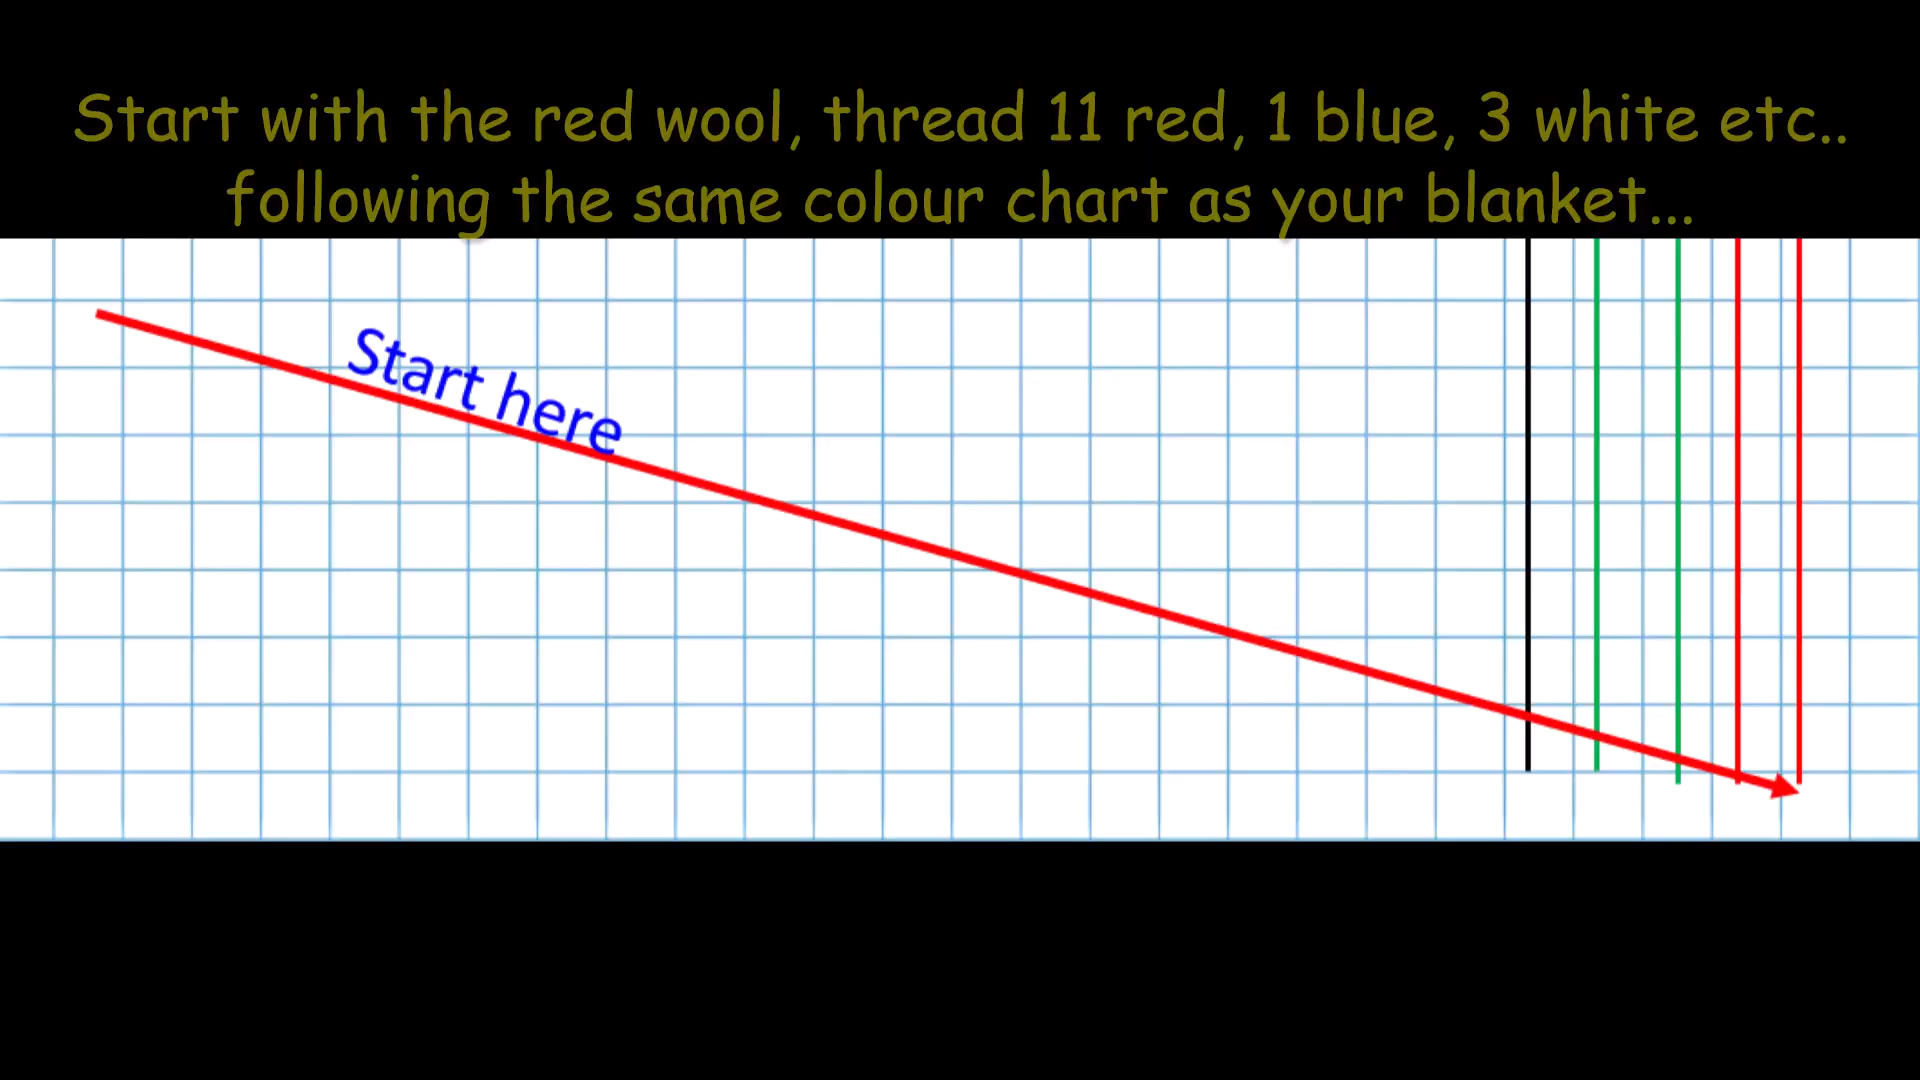 Start with the red wool, thread 11 red, 1 blue, 3 white etc..
following the same colour chart as your blanket...
Start here